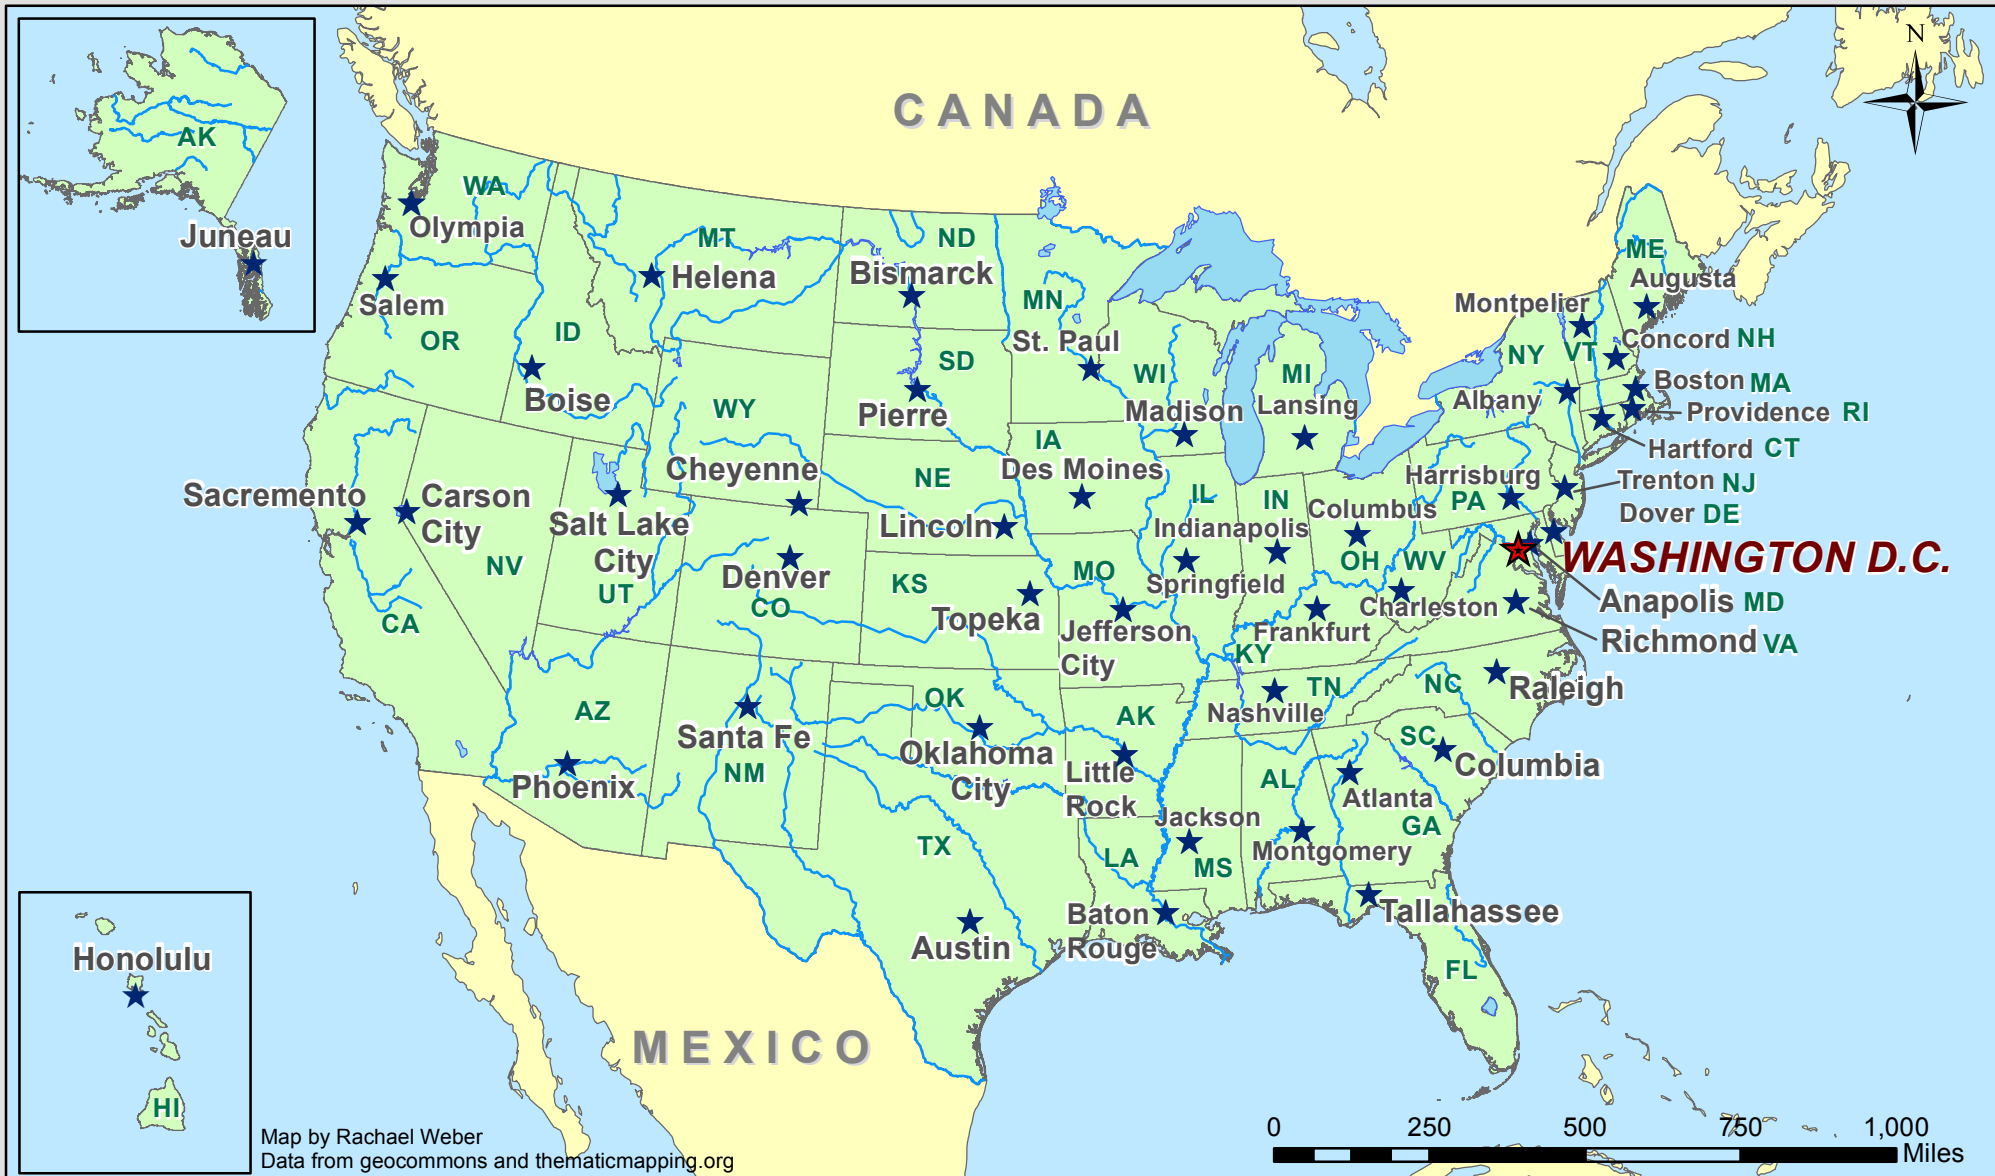 CANADA
N
AK
Juneau
WA
Olympia
MT
Helena
ND
Bismarck
MN
St. Paul
ME
Augusta
Montpelier
Concord NH
VT
NY
Salem
OR
ID
Boise
SD
Pierre
WY
WI
Madison
MI
Lansing
Albany
Boston MA
Providence RI
Hartford CT
IA
Des Moines
Cheyenne
NE
Lincoln
Harrisburg
PA
Trenton NJ
Dover DE
Sacremento
Carson
City
NV
Salt Lake
City
UT
IL
IN
Indianapolis
Columbus
OH
WV
WASHINGTON D.C.
Denver
CO
KS
Topeka
MO
Jefferson
City
Springfield
Frankfurt
KY
Charleston
Anapolis MD
Richmond VA
CA
AZ
Phoenix
Santa Fe
NM
OK
Oklahoma
City
AK
Little
Rock
TN
Nashville
NC
Raleigh
SC
Columbia
AL
Atlanta
GA
Jackson
MS
Montgomery
TX
LA
Austin
Baton
Rouge
Tallahassee
FL
Honolulu
HI
MEXICO
Map by Rachael Weber
Data from geocommons and thematicmapping.org
0 250 500 750 1,000
Miles